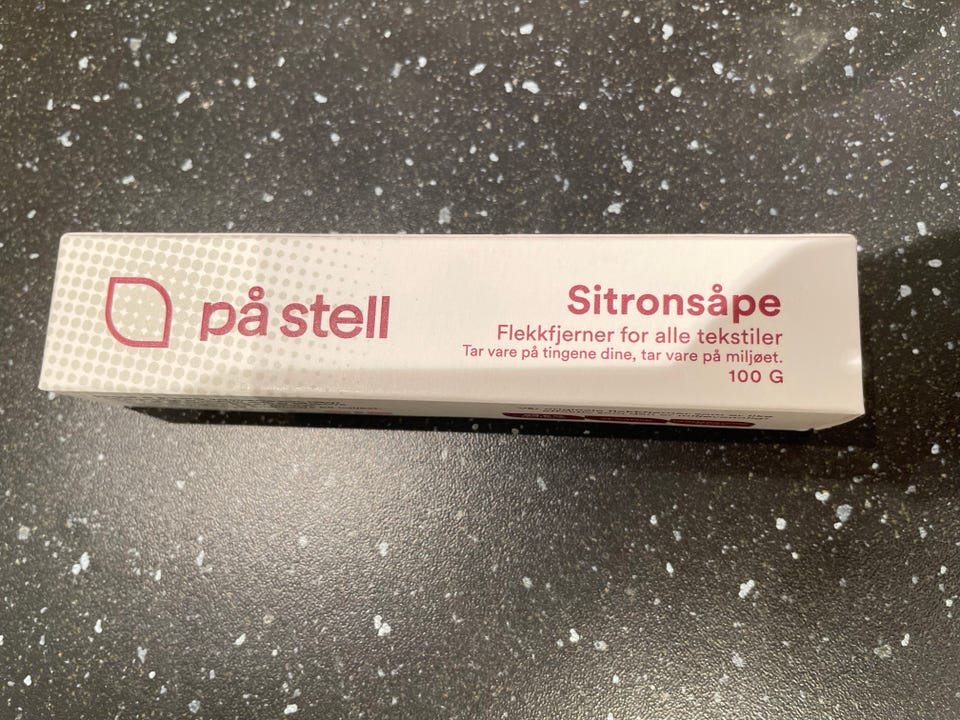 på stell
Sitronsåpe
Flekkfjerner for alle tekstiler
Tar vare på tingene dine, tar vare på miljøet.
100 G